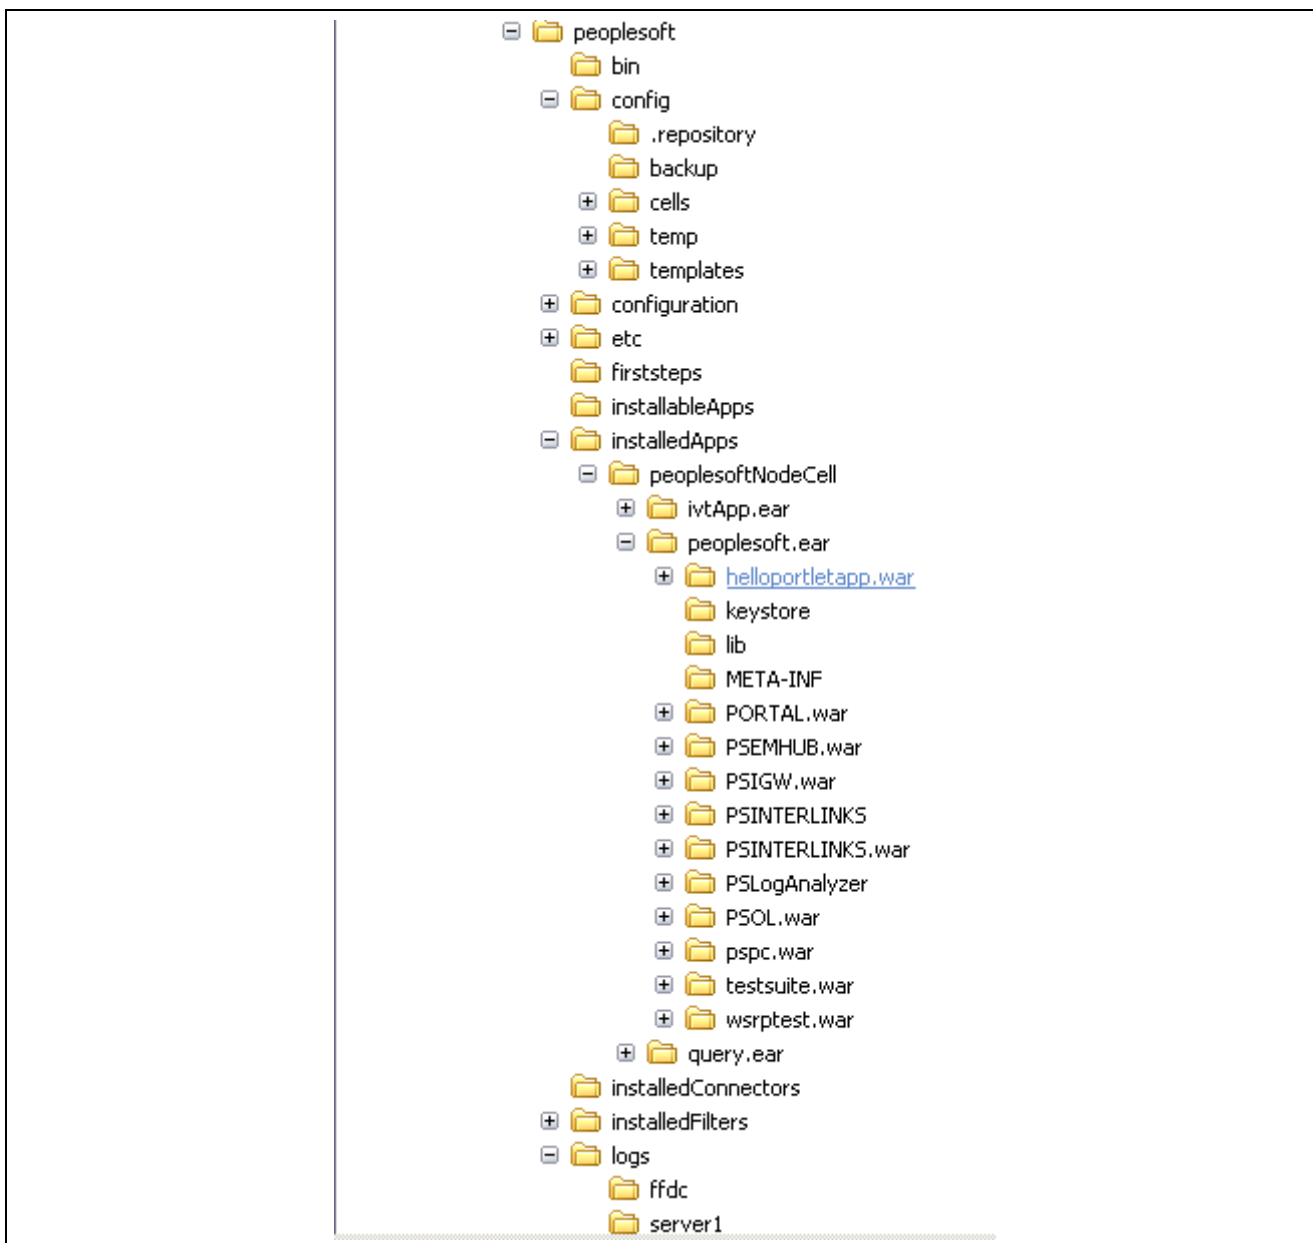 peoplesoft
bin
config
.repository
backup
cells
temp
templates
configuration
etc
firststeps
installableApps
installedApps
peoplesoftNodeCell
ivtApp.ear
peoplesoft.ear
helloportletapp.war
keystore
lib
META-INF
PORTAL.war
PSEMHUB.war
PSIGW.war
PSINTERLINKS
PSINTERLINKS.war
PSLogAnalyzer
PSOL.war
pspc.war
testsuite.war
wsrptest.war
query.ear
installedConnectors
installedFilters
logs
ffdc
server1